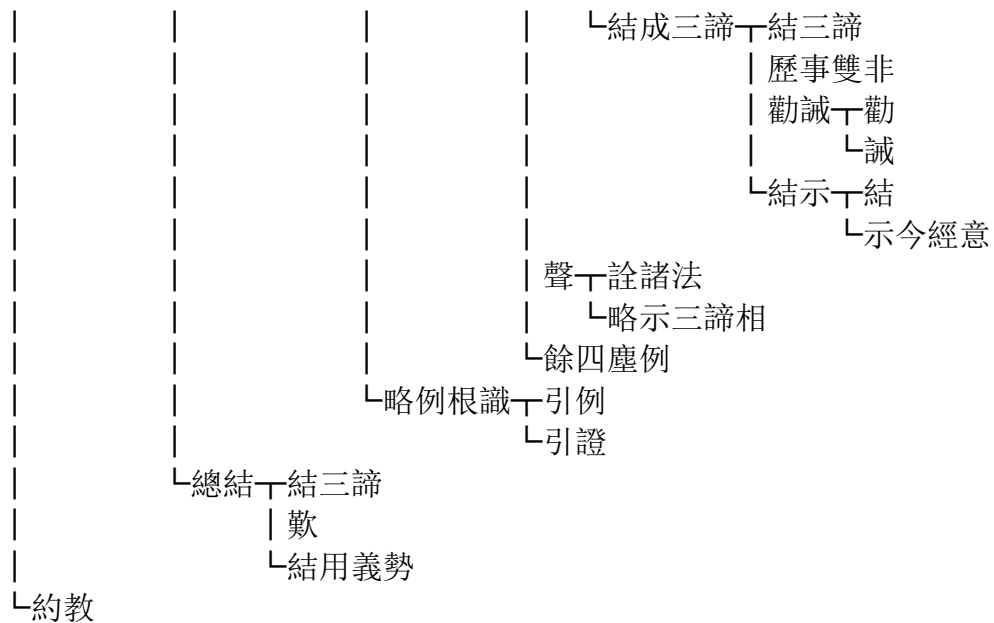 結成三諦 結三諦
歷事雙非
勸誡 勸
誡
結示 結
示今經意
聲 詮諸法
略示三諦相
餘四塵例
略例根識 引例
引證
總結 結三諦
歎
結用義勢
約教